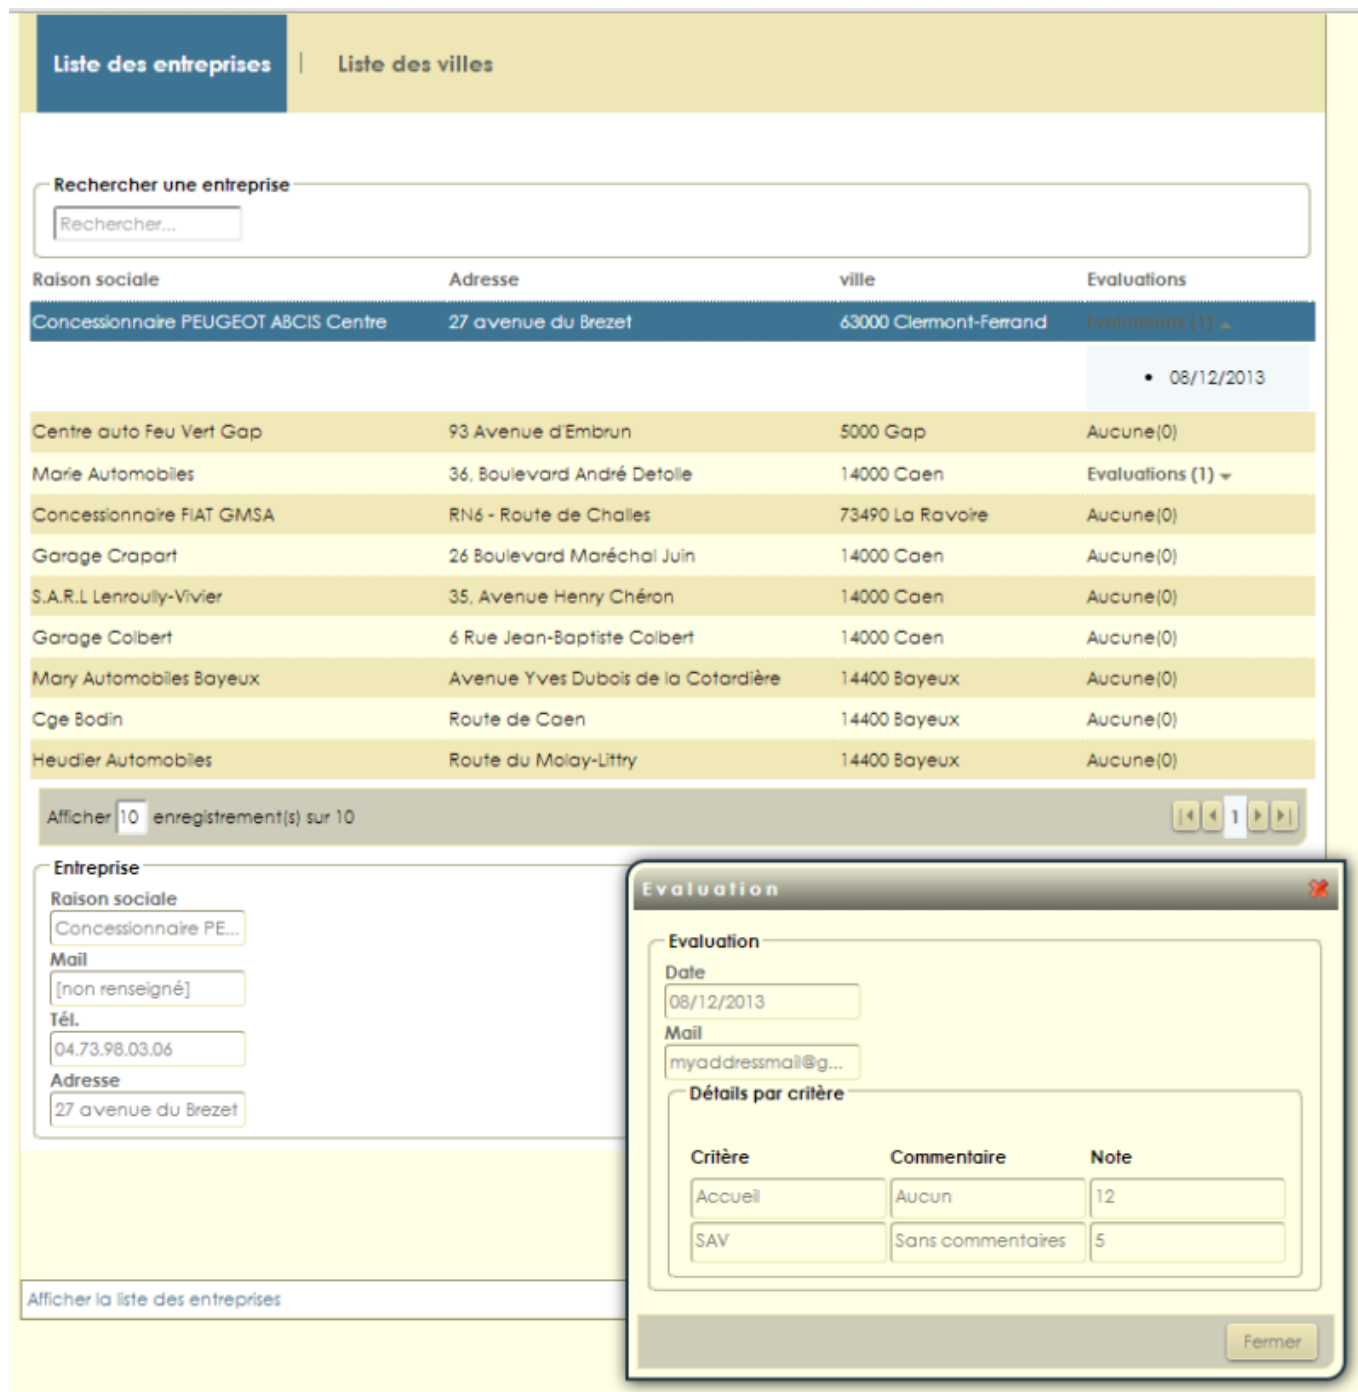 Liste des entreprises | Liste des villes
Rechercher une entreprise
Rechercher...
Raison sociale Adresse ville Evaluations
Concessionnaire PEUGEOT ABCIS Centre 27 avenue du Brezet 63000 Clermont-Ferrand Evaluations (1)
• 08/12/2013
Centre auto Feu Vert Gap 93 Avenue d'Embrun 5000 Gap Aucune(0)
Marie Automobiles 36, Boulevard André Detolle 14000 Caen Evaluations (1)
Concessionnaire FIAT GMSA RN6 - Route de Challes 73490 La Ravoire Aucune(0)
Garage Crapart 26 Boulevard Maréchal Juin 14000 Caen Aucune(0)
S.A.R.L Lenroully-Vivier 35, Avenue Henry Chéron 14000 Caen Aucune(0)
Garage Colbert 6 Rue Jean-Baptiste Colbert 14000 Caen Aucune(0)
Mary Automobiles Bayeux Avenue Yves Dubois de la Cotardière 14400 Bayeux Aucune(0)
Cge Bodin Route de Caen 14400 Bayeux Aucune(0)
Heudier Automobiles Route du Molay-Littry 14400 Bayeux Aucune(0)
Afficher 10 enregistrement(s) sur 10 1
Entreprise
Raison sociale
Concessionnaire PE...
Mail
[non renseigné]
Tél.
04.73.98.03.06
Adresse
27 avenue du Brezet
Evaluation
Evaluation
Date
08/12/2013
Mail
myaddressmail@g...
Détails par critère
Critère Commentaire Note
Accueil Aucun 12
SAV Sans commentaires 5
Fermer
Afficher la liste des entreprises